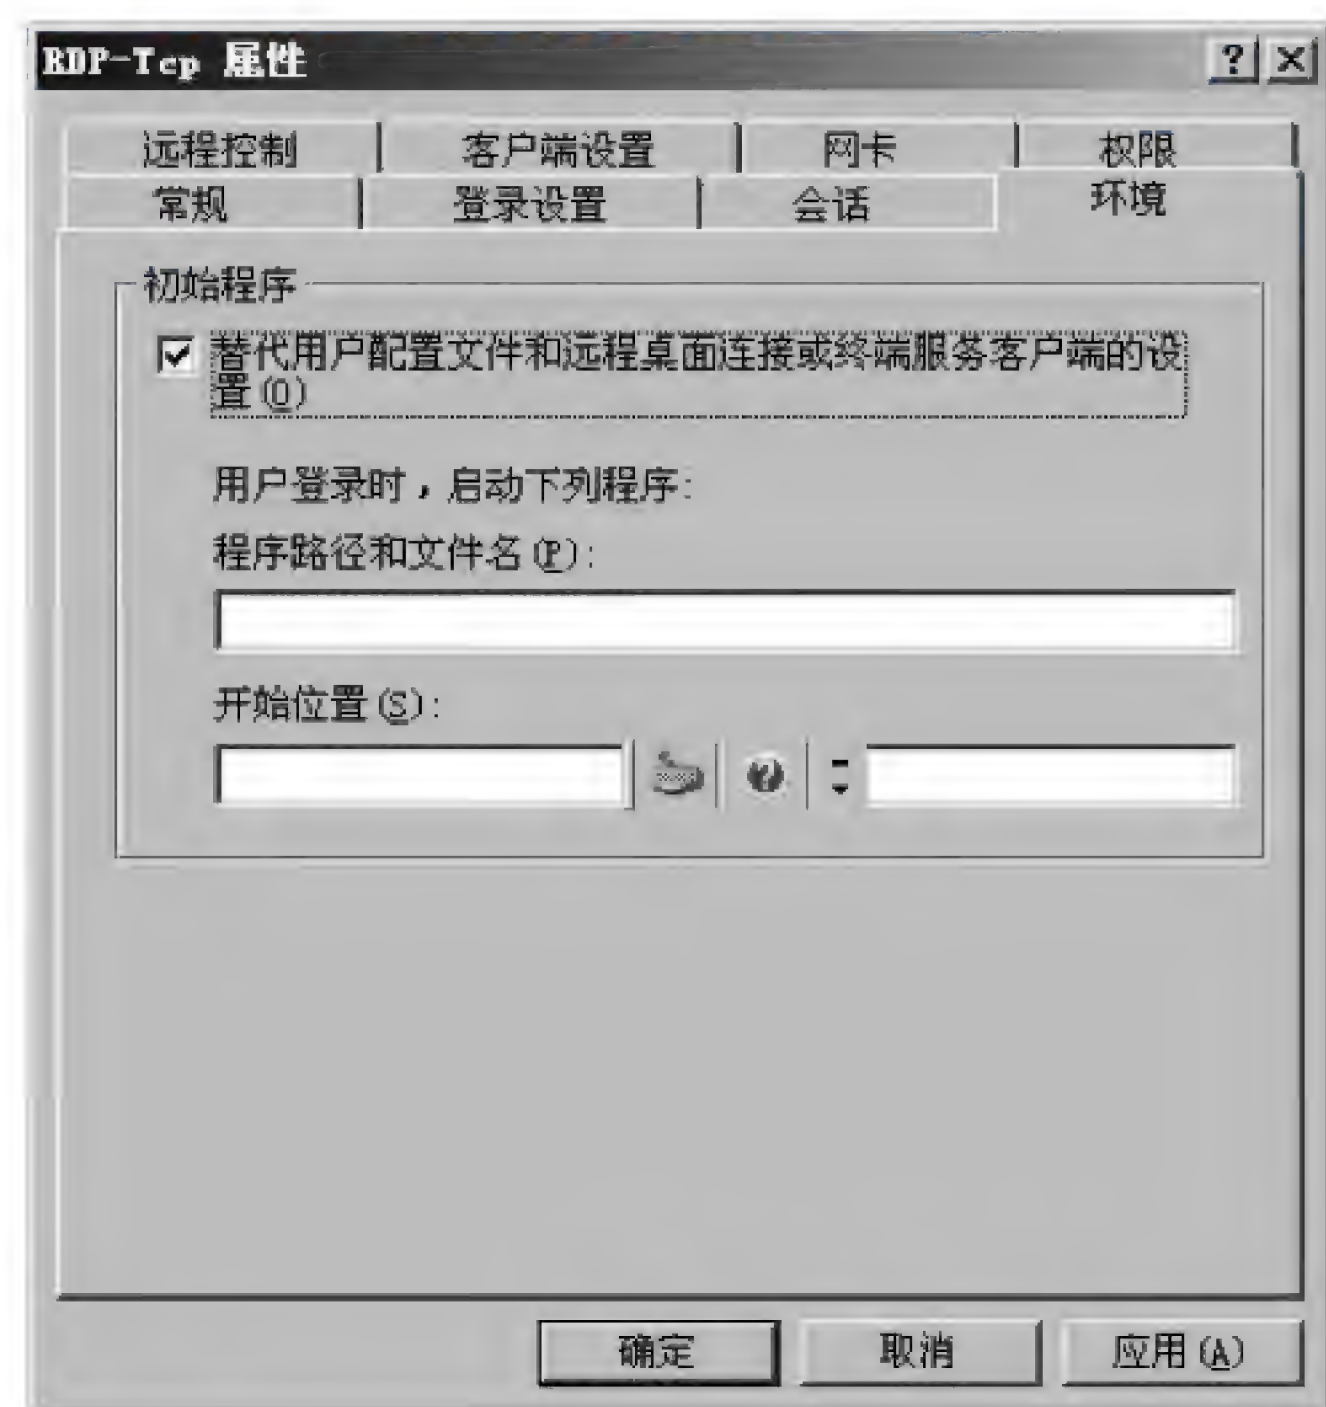 RDP-Tcp 属性
远程控制 客户端设置 网卡 权限
常规 登录设置 会话 环境
初始程序
替代用户配置文件和远程桌面连接或终端服务客户端的设
置(O)
用户登录时，启动下列程序:
程序路径和文件名(P):
开始位置(S):
确定 取消 应用(A)